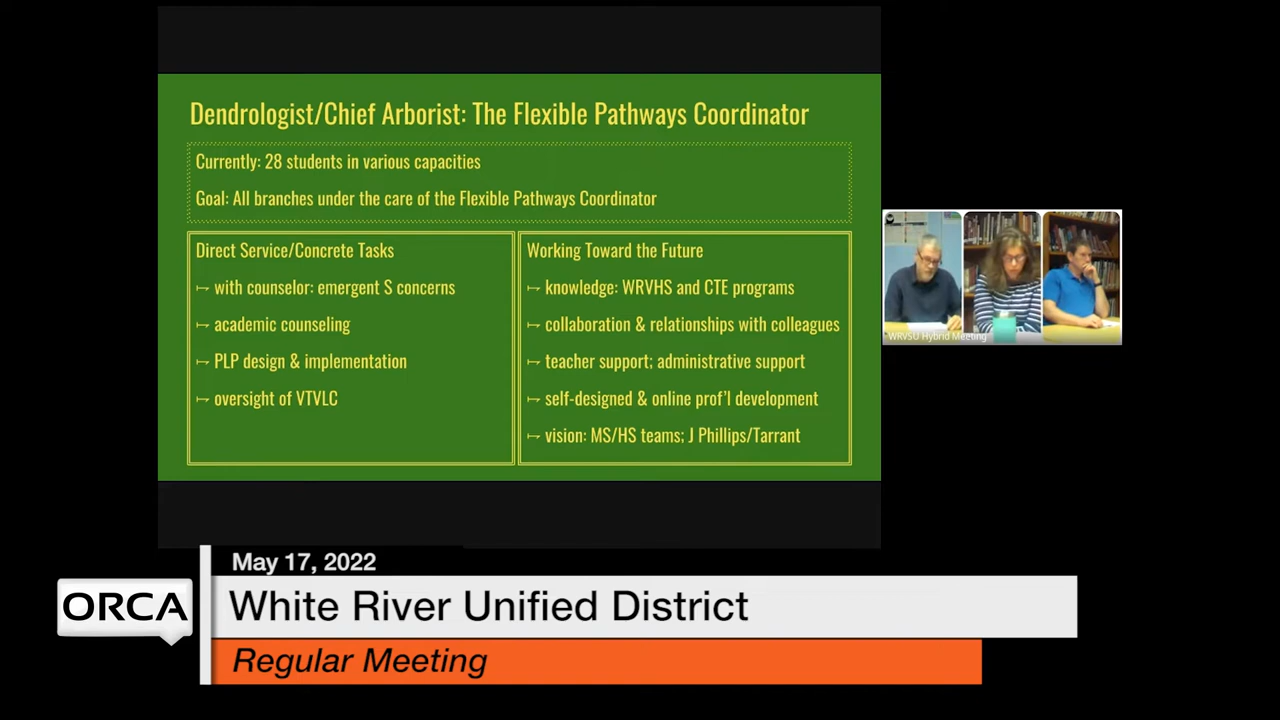 Dendrologist/Chief Arborist: The Flexible Pathways Coordinator
Currently: 28 students in various capacities
Goal: All branches under the care of the Flexible Pathways Coordinator
Direct Service/Concrete Tasks
↦ with counselor: emergent S concerns
↦ academic counseling
↦ PLP design & implementation
↦ oversight of VTVLC
Working Toward the Future
↦ knowledge: WRVHS and CTE programs
↦ collaboration & relationships with colleagues
↦ teacher support; administrative support
↦ self-designed & online prof'l development
↦ vision: MS/HS teams; J Phillips/Tarrant
WRVSU Hybrid Meeting
May 17, 2022
ORCA
White River Unified District
Regular Meeting